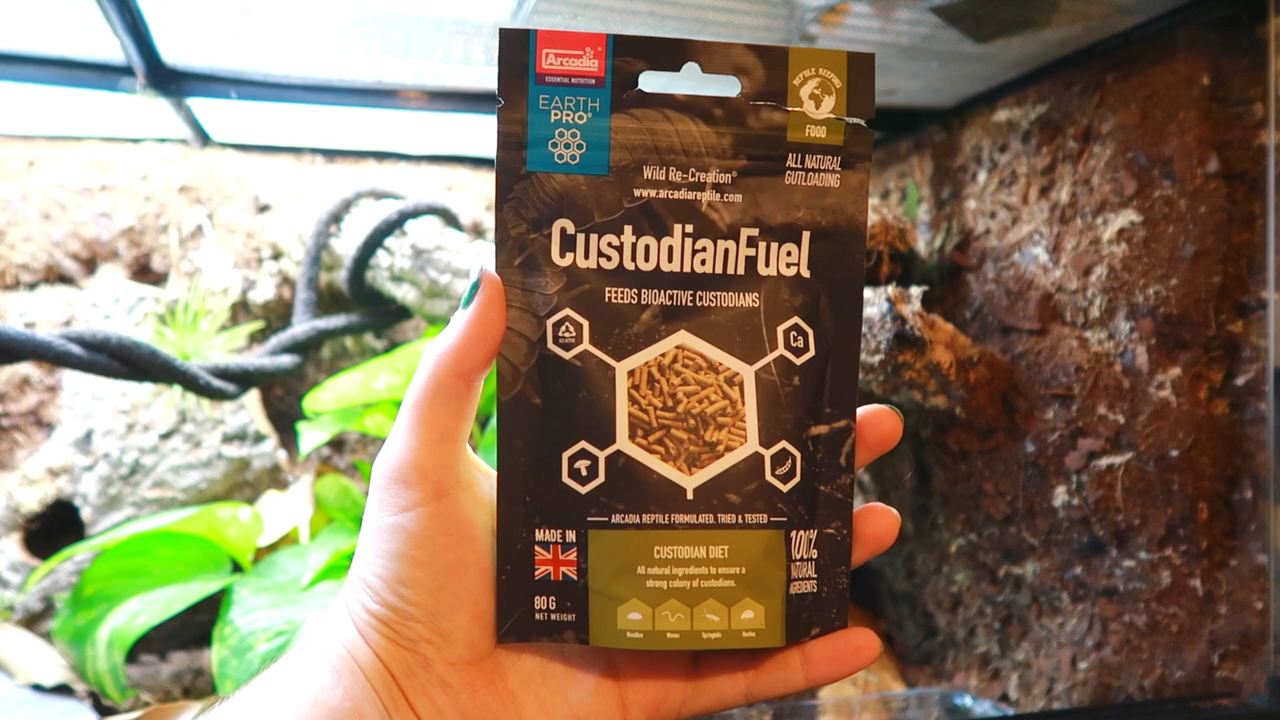 Arcadia
ESSENTIAL NUTRITION
EARTH
PRO®
REPTILE KEEPING
FOOD
ALL NATURAL
GUTLOADING
Wild Re-Creation®
www.arcadiareptile.com
CustodianFuel
FEEDS BIOACTIVE CUSTODIANS
BIO-ACTIVE
Ca
ARCADIA REPTILE FORMULATED, TRIED & TESTED
MADE IN
80 G
NET WEIGHT
CUSTODIAN DIET
All natural ingredients to ensure a
strong colony of custodians.
Woodlice
Worms
Springtails
Beetles
100%
NATURAL
INGREDIENTS